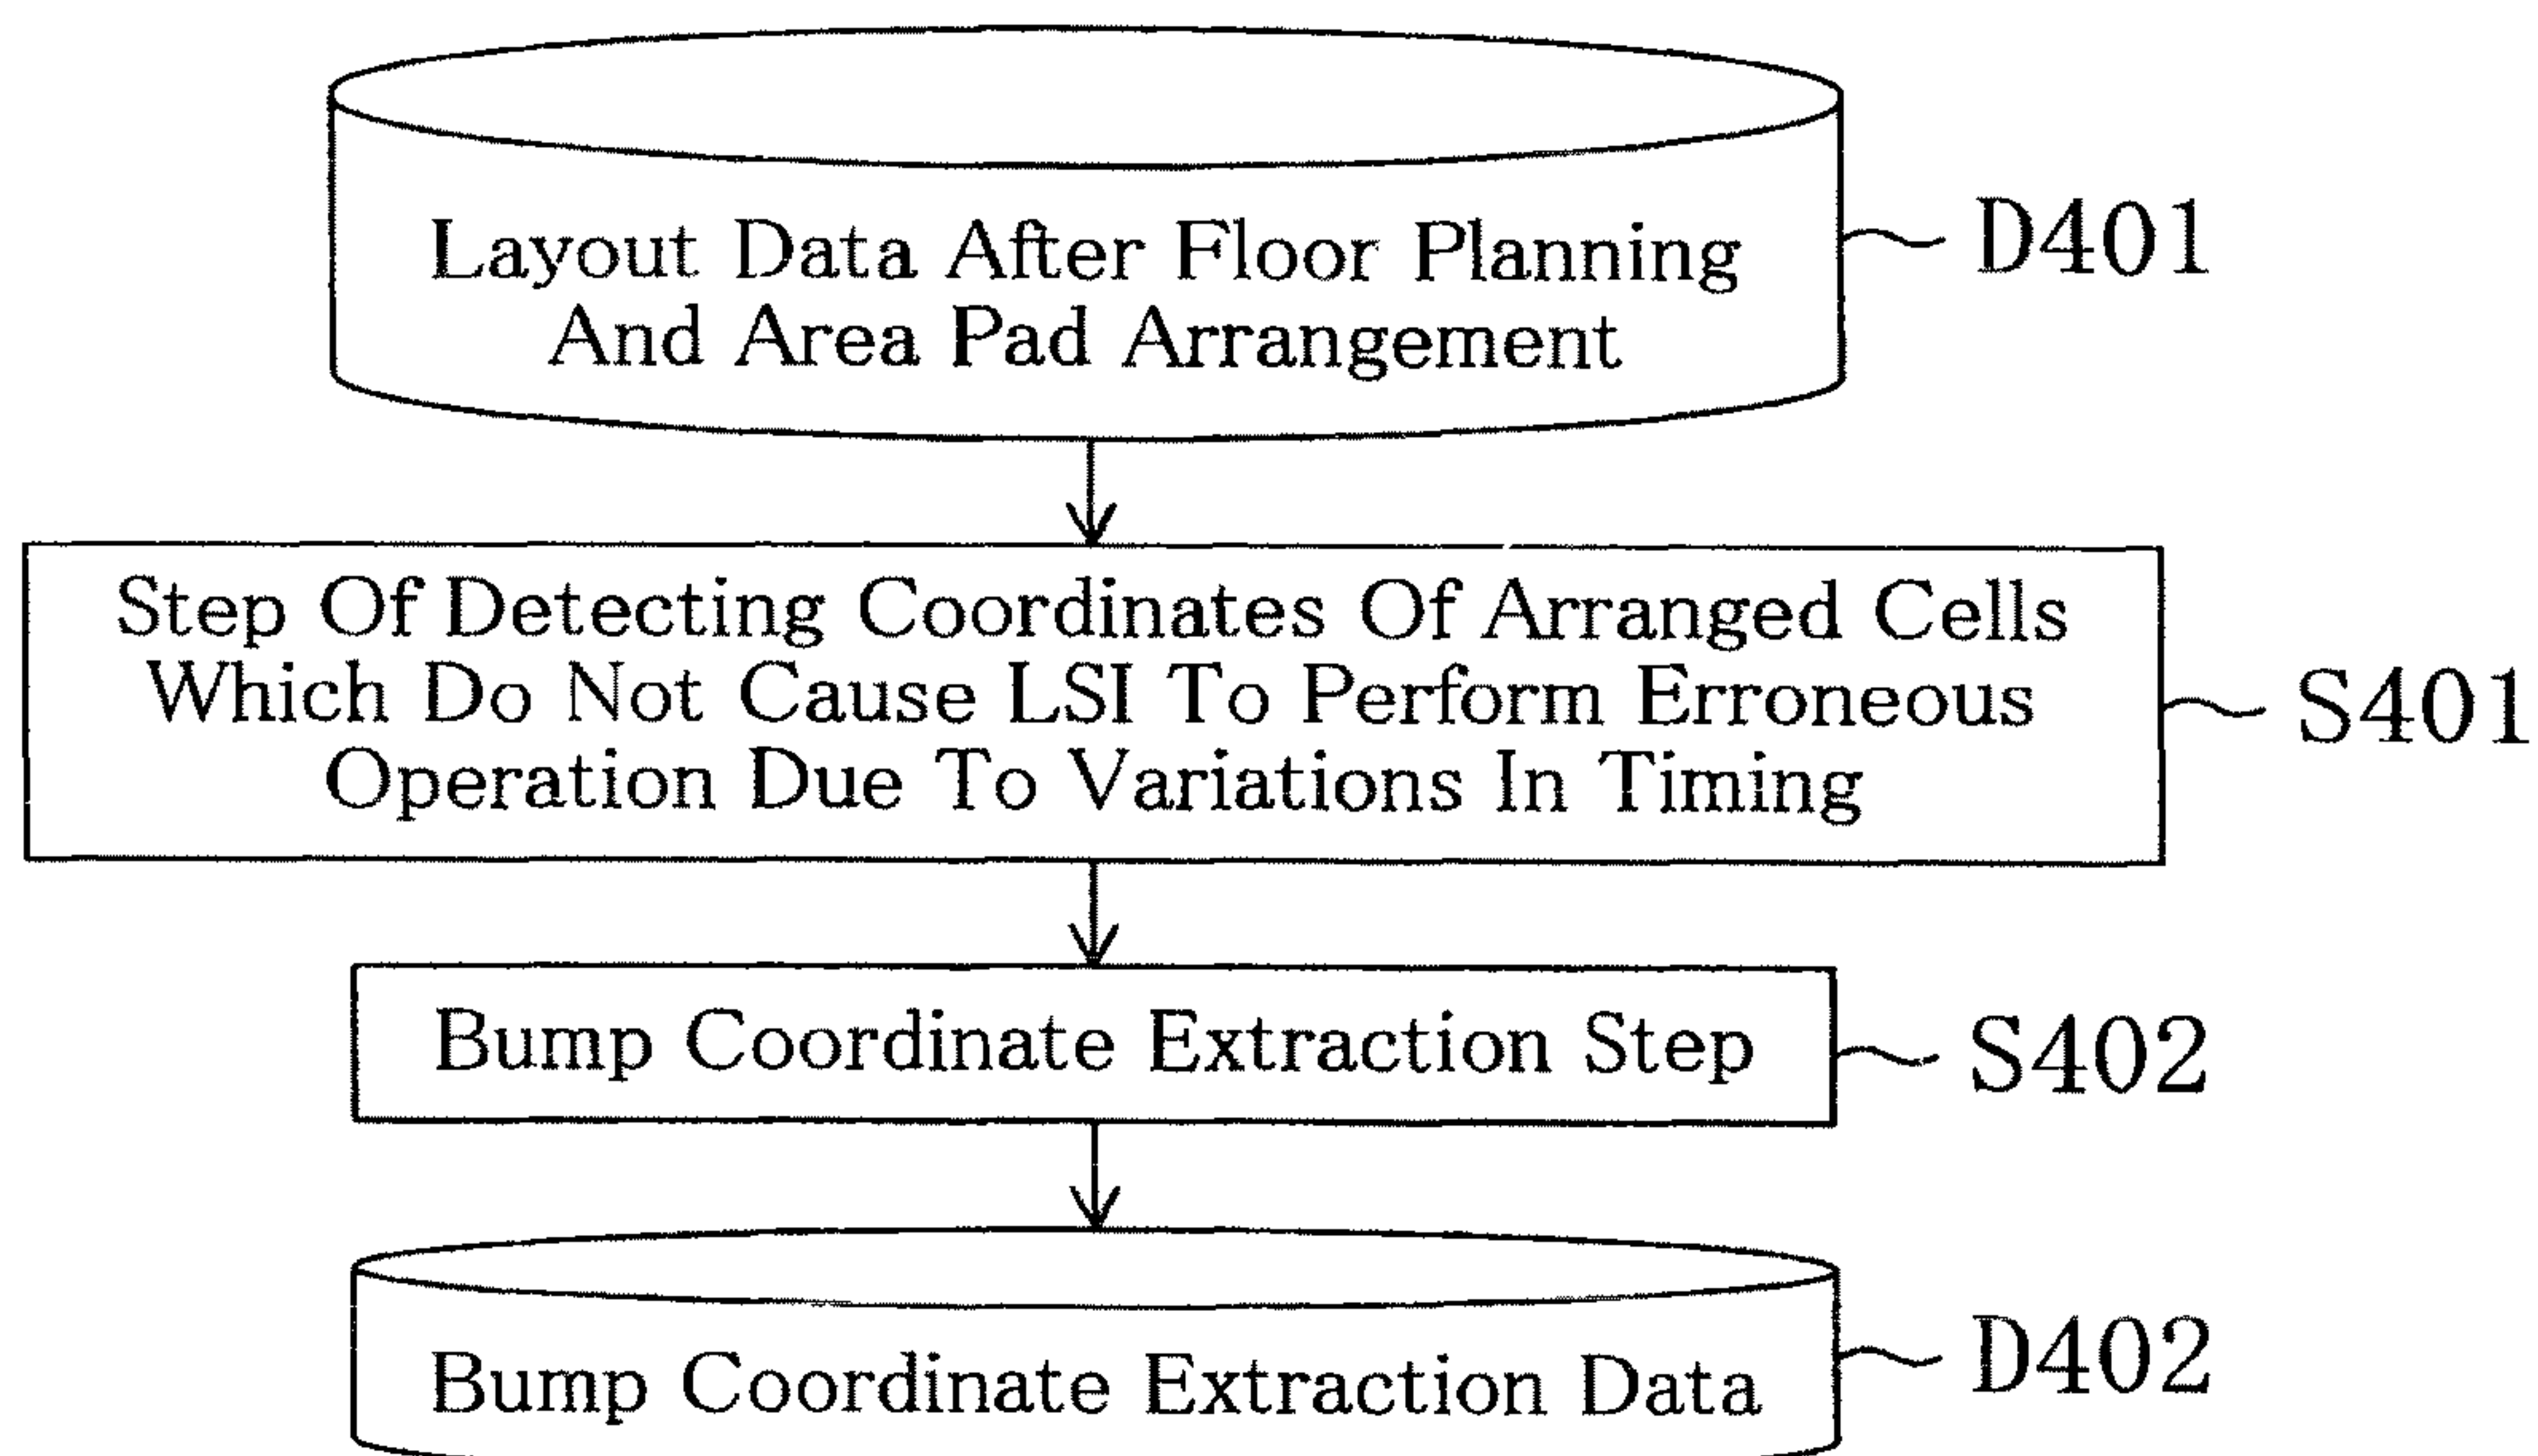 Layout Data After Floor Planning
And Area Pad Arrangement
D401
Step Of Detecting Coordinates Of Arranged Cells
Which Do Not Cause LSI To Perform Erroneous
Operation Due To Variations In Timing
S401
Bump Coordinate Extraction Step
S402
Bump Coordinate Extraction Data
D402